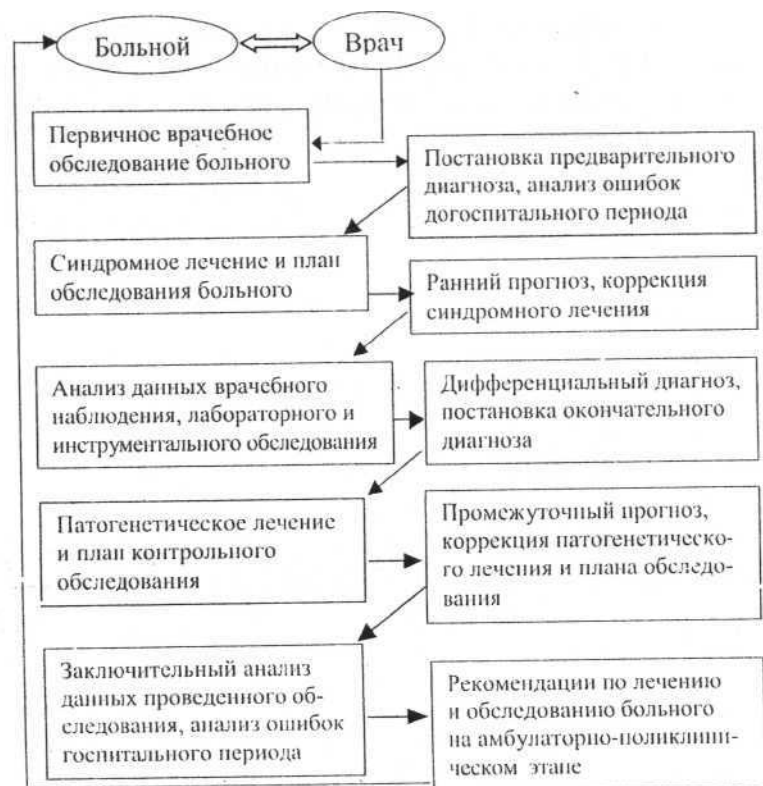 Больной
Врач
Первичное врачебное
обследование больного
Постановка предварительного
диагноза, анализ ошибок
догоспитального периода
Синдромное лечение и план
обследования больного
Ранний прогноз, коррекция
синдромного лечения
Анализ данных врачебного
наблюдения, лабораторного и
инструментального обследования
Дифференциальный диагноз,
постановка окончательного
диагноза
Патогенетическое лечение
и план контрольного
обследования
Промежуточный прогноз,
коррекция патогенетическо-
го лечения и плана обследо-
вания
Заключительный анализ
данных проведенного об-
следования, анализ ошибок
госпитального периода
Рекомендации по лечению
и обследованию больного
на амбулаторно-поликлини-
ческом этапе